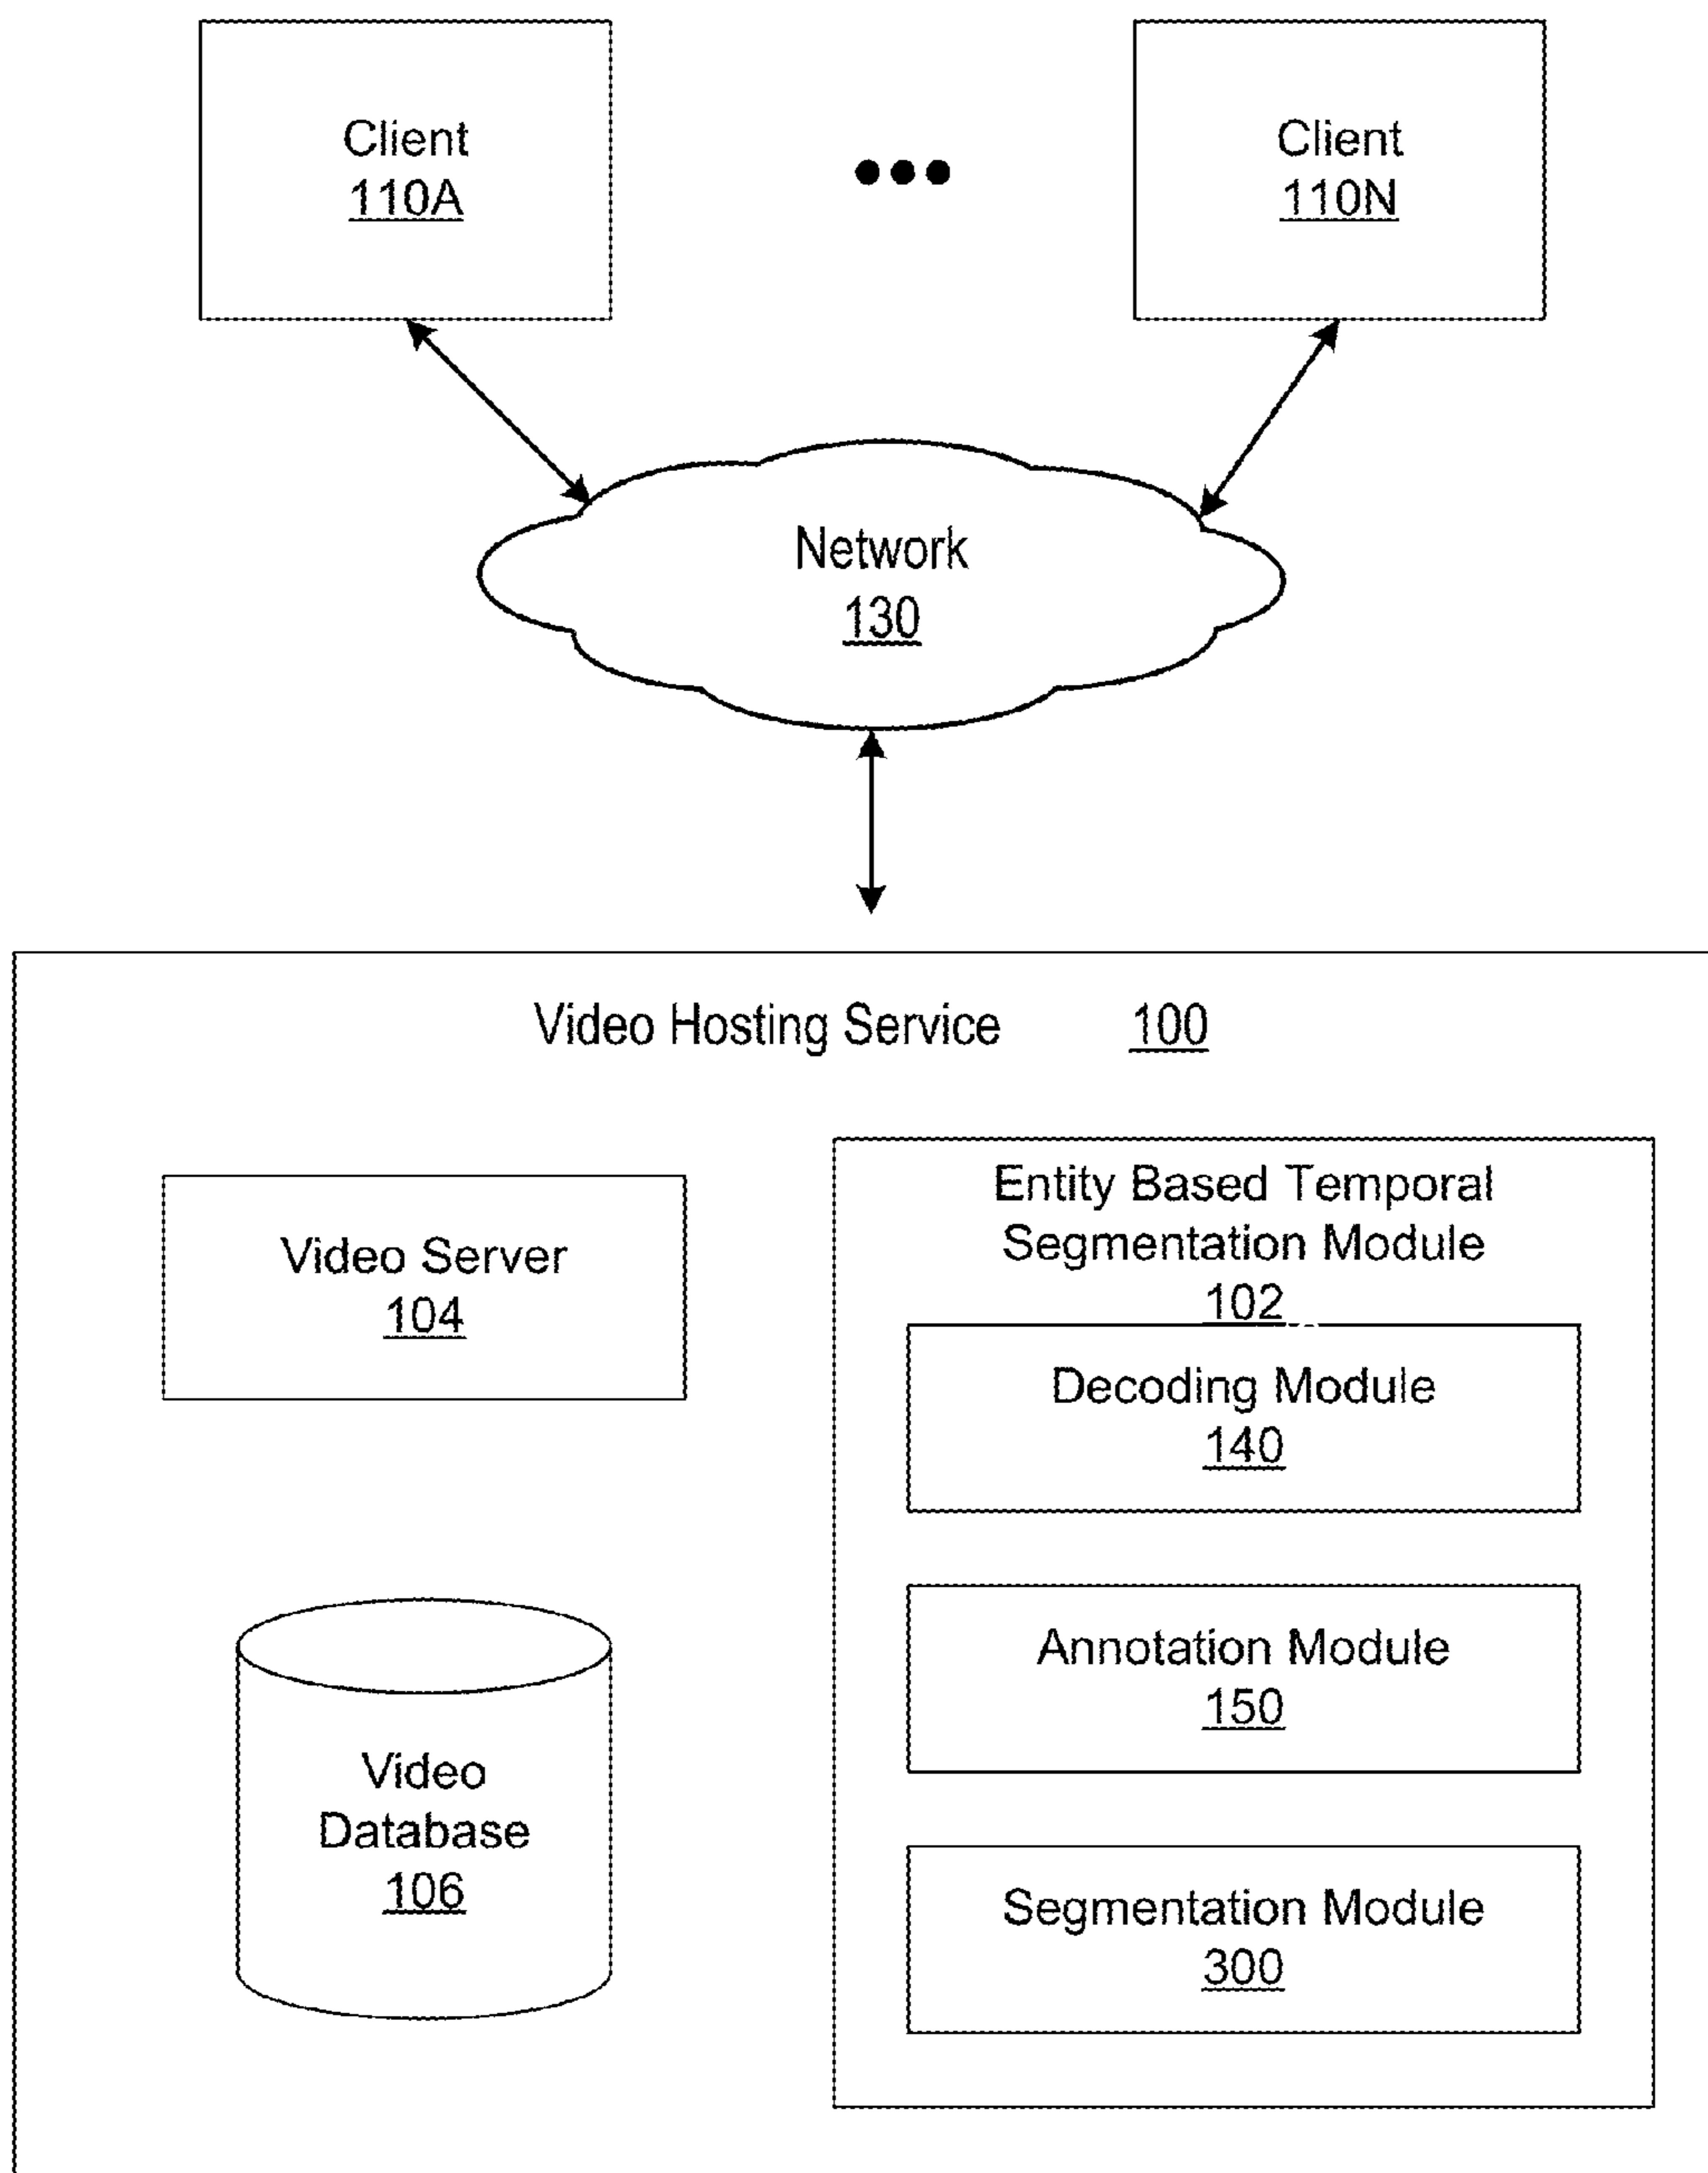 Client
110A
Client
110N
Network
130
Video Hosting Service 100
Video Server
104
Video
Database
106
Entity Based Temporal
Segmentation Module
102
Decoding Module
140
Annotation Module
150
Segmentation Module
300